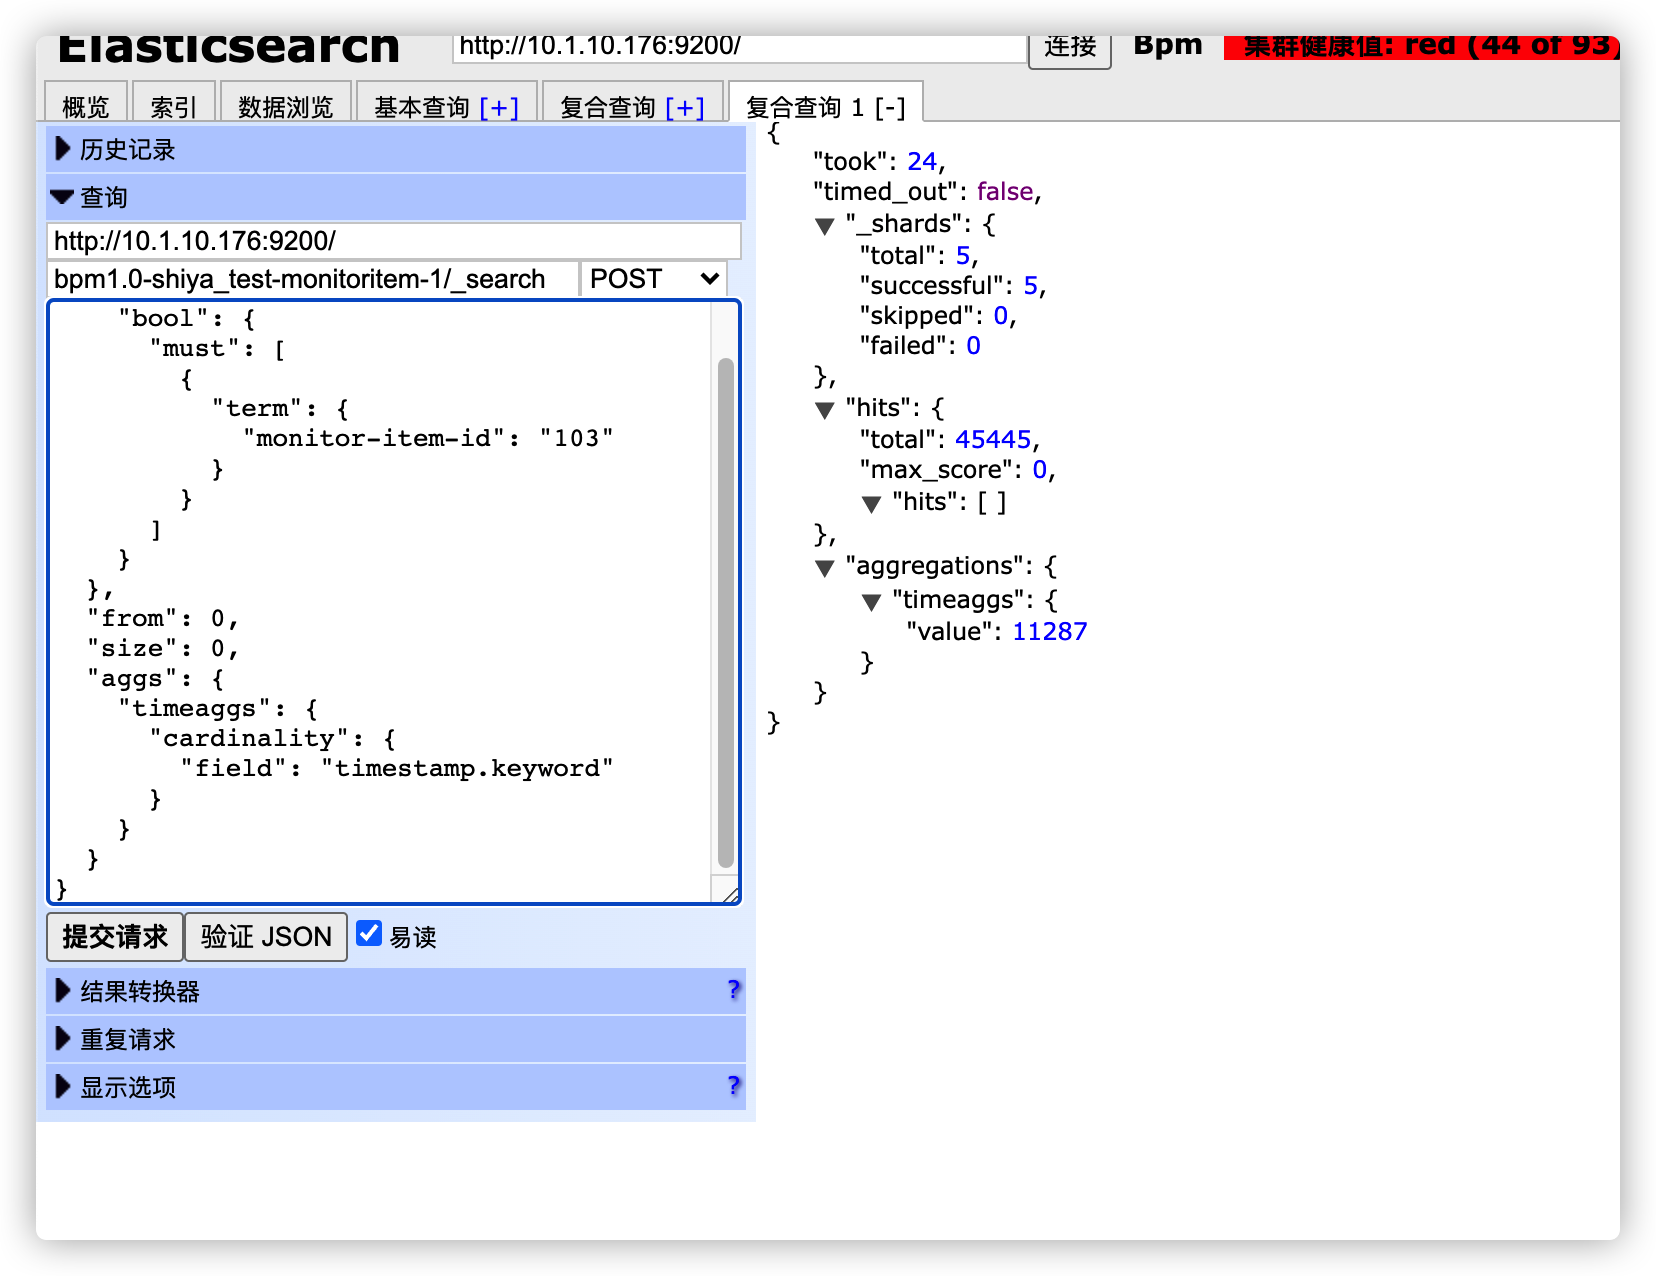 Elasticsearch
http://10.1.10.176:9200/
连接
Bpm
集群健康值: red (44 of 93)
概览
索引
数据浏览
基本查询 [+]
复合查询 [+]
复合查询 1 [-]
历史记录
查询
http://10.1.10.176:9200/
bpm1.0-shiya_test-monitoritem-1/_search
POST
"bool": {
"must": [
{
"term": {
"monitor-item-id": "103"
}
}
]
}
},
"from": 0,
"size": 0,
"aggs": {
"timeaggs": {
"cardinality": {
"field": "timestamp.keyword"
}
}
}
}
提交请求
验证 JSON
易读
结果转换器 ?
重复请求
显示选项 ?
{
"took": 24,
"timed_out": false,
"_shards": {
"total": 5,
"successful": 5,
"skipped": 0,
"failed": 0
},
"hits": {
"total": 45445,
"max_score": 0,
"hits": [ ]
},
"aggregations": {
"timeaggs": {
"value": 11287
}
}
}